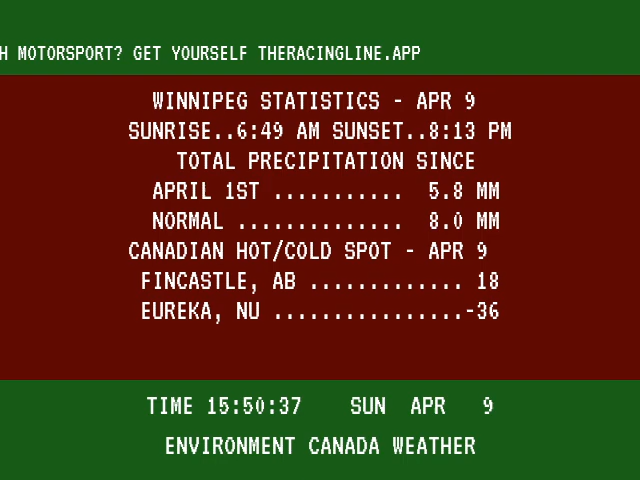 H MOTORSPORT? GET YOURSELF THERACINGLINE.APP
WINNIPEG STATISTICS - APR 9
SUNRISE..6:49 AM SUNSET..8:13 PM
TOTAL PRECIPITATION SINCE
APRIL 1ST ........... 5.8 MM
NORMAL .............. 8.0 MM
CANADIAN HOT/COLD SPOT - APR 9
FINCASTLE, AB ............. 18
EUREKA, NU ................-36
TIME 15:50:37 SUN APR 9
ENVIRONMENT CANADA WEATHER